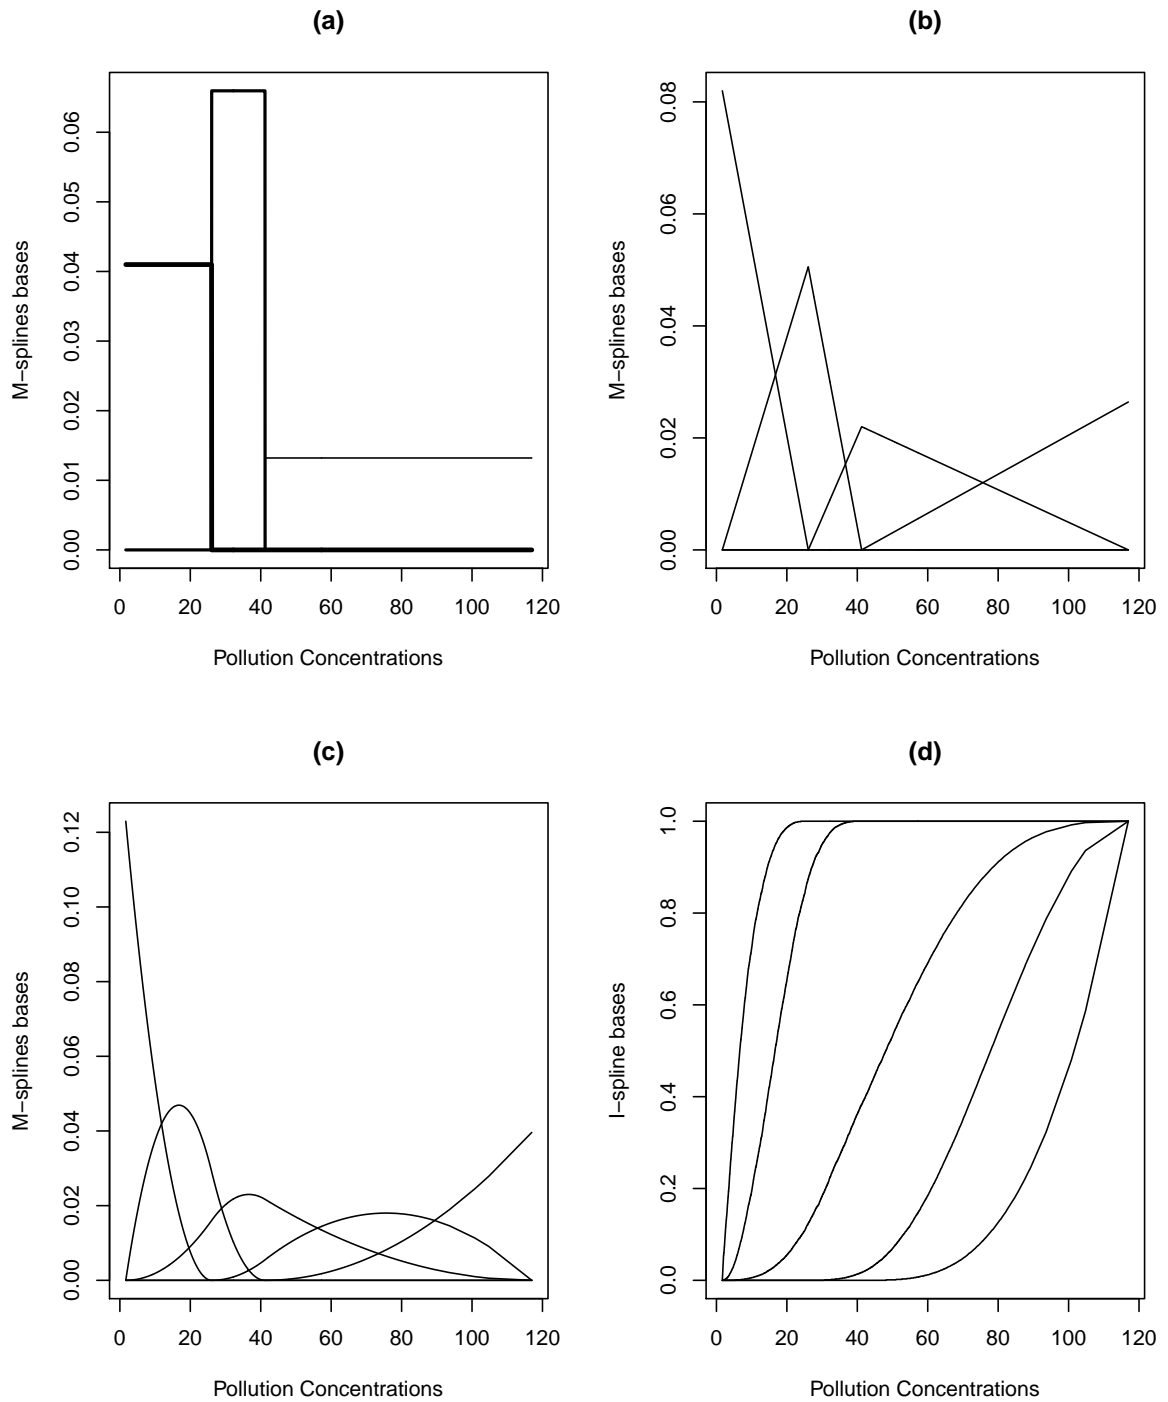 (a)
(b)
M−splines bases
0.00 0.01 0.02 0.03 0.04 0.05 0.06
0 20 40 60 80 100 120
Pollution Concentrations
M−splines bases
0.00 0.02 0.04 0.06 0.08
0 20 40 60 80 100 120
Pollution Concentrations
(c)
(d)
M−splines bases
0.00 0.02 0.04 0.06 0.08 0.10 0.12
0 20 40 60 80 100 120
Pollution Concentrations
I−spline bases
0.0 0.2 0.4 0.6 0.8 1.0
0 20 40 60 80 100 120
Pollution Concentrations